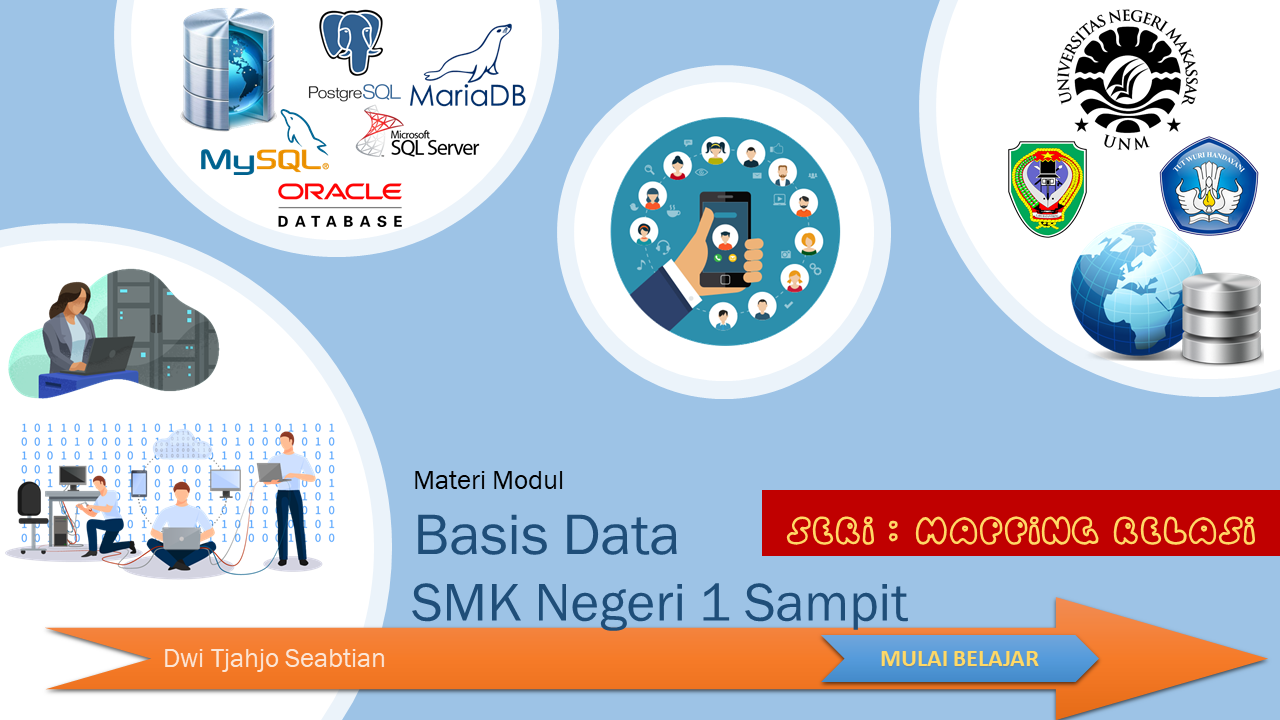 PostgreSQL
MariaDB
MySQL®
Microsoft
SQL Server
ORACLE
DATABASE
UNIVERSITAS NEGERI MAKASSAR
UNM
TUT WURI HANDAYANI
Materi Modul
Basis Data
SERI : MAPPING RELASI
SMK Negeri 1 Sampit
Dwi Tjahjo Seabtian
MULAI BELAJAR